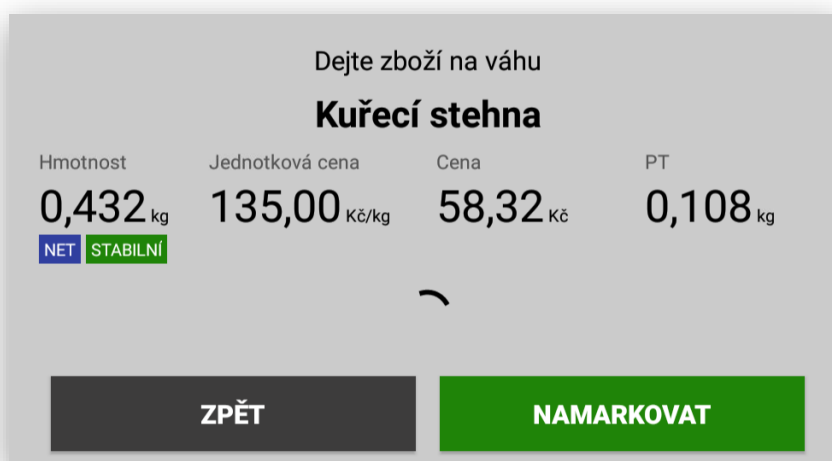 Dejte zboží na váhu
Kuřecí stehna
Hmotnost Jednotková cena Cena PT
0,432 kg 135,00 Kč/kg 58,32 Kč 0,108 kg
NET STABILNÍ
ZPĚT NAMARKOVAT